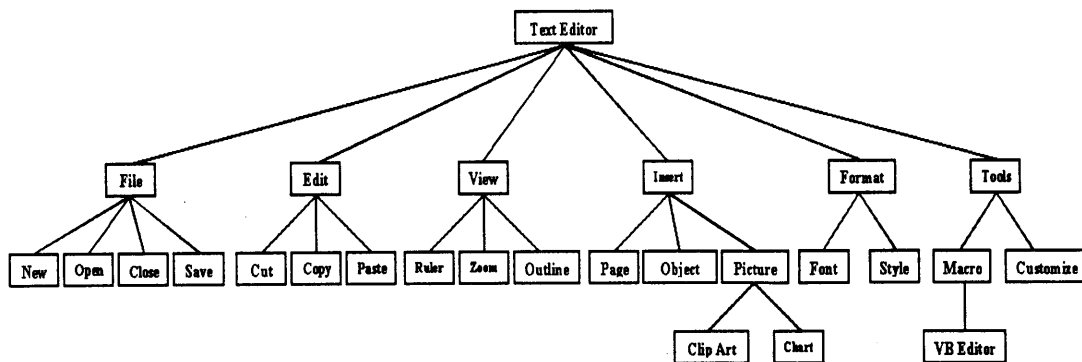 Text Editor
File
Edit
View
Insert
Format
Tools
New
Open
Close
Save
Cut
Copy
Paste
Ruler
Zoom
Outline
Page
Object
Picture
Font
Style
Macro
Customize
Clip Art
Chart
VB Editor